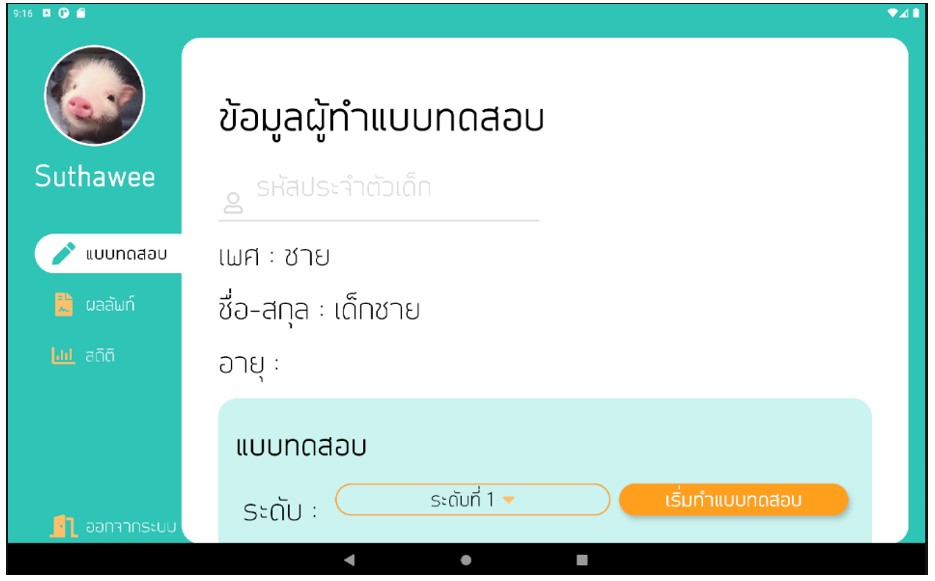 9:16
Suthawee
แบบทดสอบ
ผลลัพท์
สถิติ
ออกจากระบบ
ข้อมูลผู้ทำแบบทดสอบ
รหัสประจำตัวเด็ก
เพศ : ชาย
ชื่อ-สกุล : เด็กชาย
อายุ :
แบบทดสอบ
ระดับ : ระดับที่ 1 เริ่มทำแบบทดสอบ